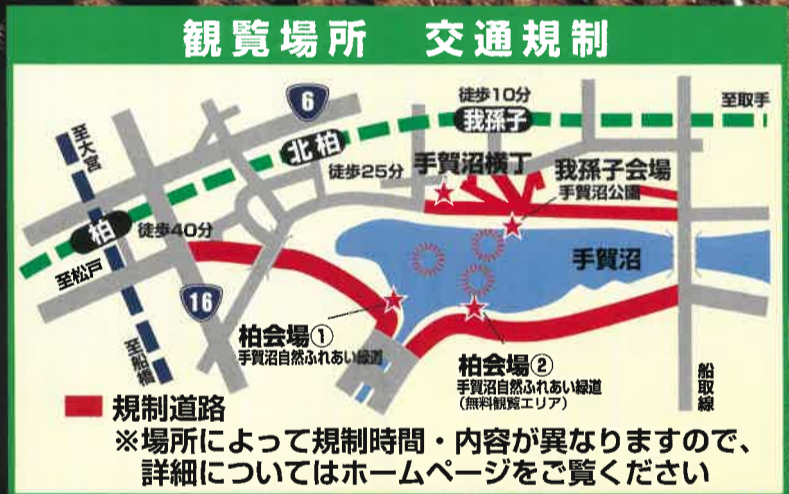 観覧場所 交通規制
6
徒歩10分
至取手
我孫子
至大宮
北柏
徒歩25分
手賀沼横丁
我孫子会場
手賀沼公園
柏
徒歩40分
至松戸
手賀沼
16
至船橋
柏会場①
手賀沼自然ふれあい緑道
柏会場②
手賀沼自然ふれあい緑道
(無料観覧エリア)
船取線
規制道路
※場所によって規制時間・内容が異なりますので、
詳細についてはホームページをご覧ください